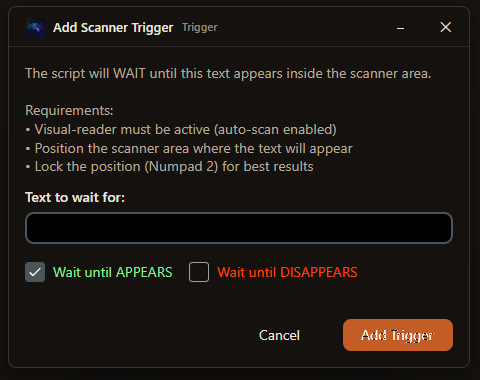 Add Scanner Trigger Trigger
The script will WAIT until this text appears inside the scanner area.
Requirements:
• Visual-reader must be active (auto-scan enabled)
• Position the scanner area where the text will appear
• Lock the position (Numpad 2) for best results
Text to wait for:
Wait until APPEARS Wait until DISAPPEARS
Cancel Add Trigger